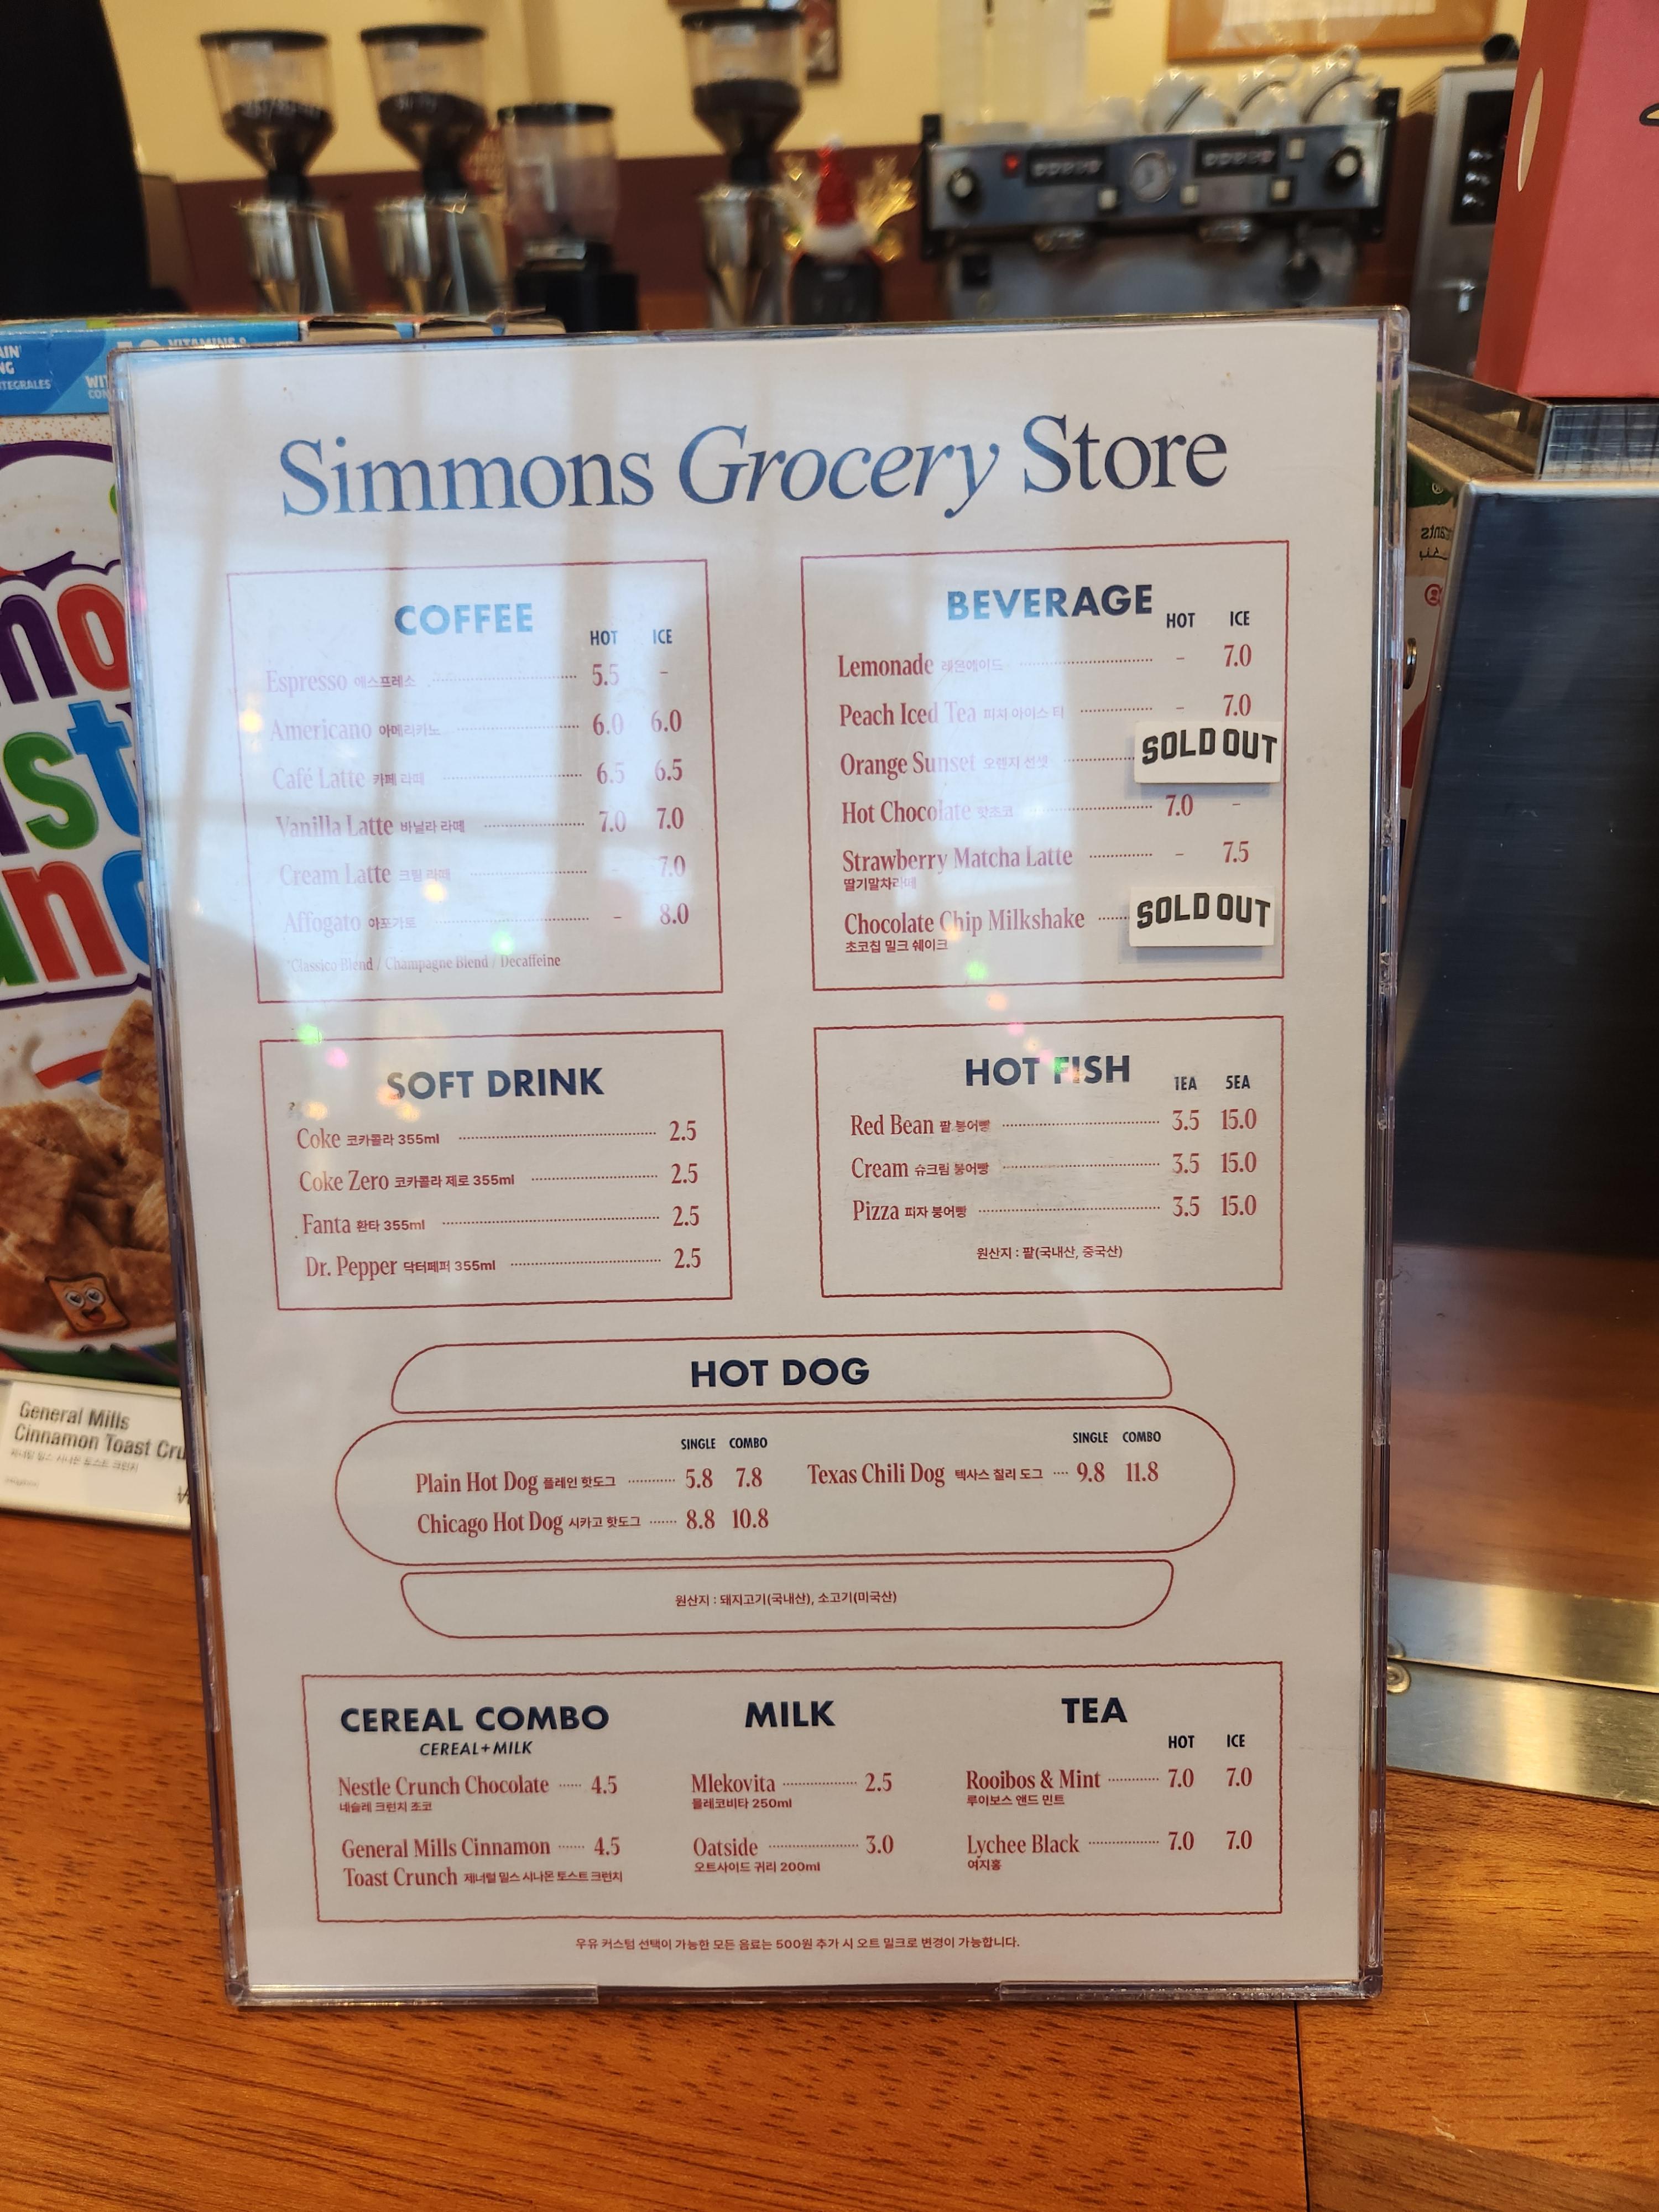 Simmons Grocery Store
COFFEE
HOT ICE
Espresso 에스프레소 5.5 -
Americano 아메리카노 6.0 6.0
Café Latte 카페 라떼 6.5 6.5
Vanilla Latte 바닐라 라떼 7.0 7.0
Cream Latte 크림 라떼 - 7.0
Affogato 아포가토 - 8.0
*Classico Blend / Champagne Blend / Decaffeine
BEVERAGE
HOT ICE
Lemonade 레몬에이드 - 7.0
Peach Iced Tea 피치 아이스 티 - 7.0
Orange Sunset 오렌지 선셋 SOLD OUT
Hot Chocolate 핫초코 7.0 -
Strawberry Matcha Latte - 7.5
딸기말차라떼
Chocolate Chip Milkshake SOLD OUT
초코칩 밀크 쉐이크
SOFT DRINK
Coke 코카콜라 355ml 2.5
Coke Zero 코카콜라 제로 355ml 2.5
Fanta 환타 355ml 2.5
Dr. Pepper 닥터페퍼 355ml 2.5
HOT FISH
1EA 5EA
Red Bean 팥 붕어빵 3.5 15.0
Cream 슈크림 붕어빵 3.5 15.0
Pizza 피자 붕어빵 3.5 15.0
원산지 : 팥(국내산, 중국산)
HOT DOG
SINGLE COMBO
Plain Hot Dog 플레인 핫도그 5.8 7.8
Chicago Hot Dog 시카고 핫도그 8.8 10.8
SINGLE COMBO
Texas Chili Dog 텍사스 칠리 도그 9.8 11.8
원산지 : 돼지고기(국내산), 소고기(미국산)
CEREAL COMBO
CEREAL+MILK
Nestle Crunch Chocolate 4.5
네슬레 크런치 초코
General Mills Cinnamon 4.5
Toast Crunch 제너럴 밀스 시나몬 토스트 크런치
MILK
Mlekovita 2.5
믈레코비타 250ml
Oatside 3.0
오트사이드 귀리 200ml
TEA
HOT ICE
Rooibos & Mint 7.0 7.0
루이보스 앤드 민트
Lychee Black 7.0 7.0
여지홍
우유 커스텀 선택이 가능한 모든 음료는 500원 추가 시 오트 밀크로 변경이 가능합니다.
General Mills
Cinnamon Toast Cru
제너럴 밀스 시나몬 토스트 크런치